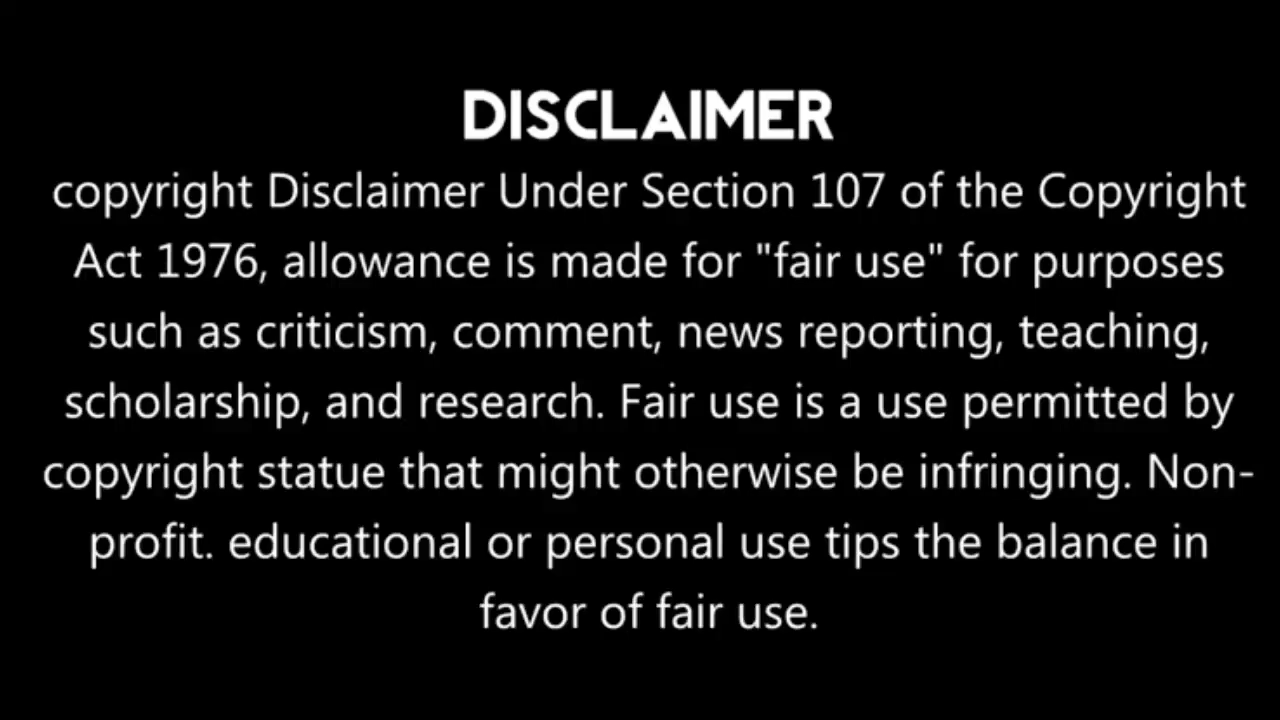 DISCLAIMER
copyright Disclaimer Under Section 107 of the Copyright
Act 1976, allowance is made for "fair use" for purposes
such as criticism, comment, news reporting, teaching,
scholarship, and research. Fair use is a use permitted by
copyright statue that might otherwise be infringing. Non-
profit. educational or personal use tips the balance in
favor of fair use.